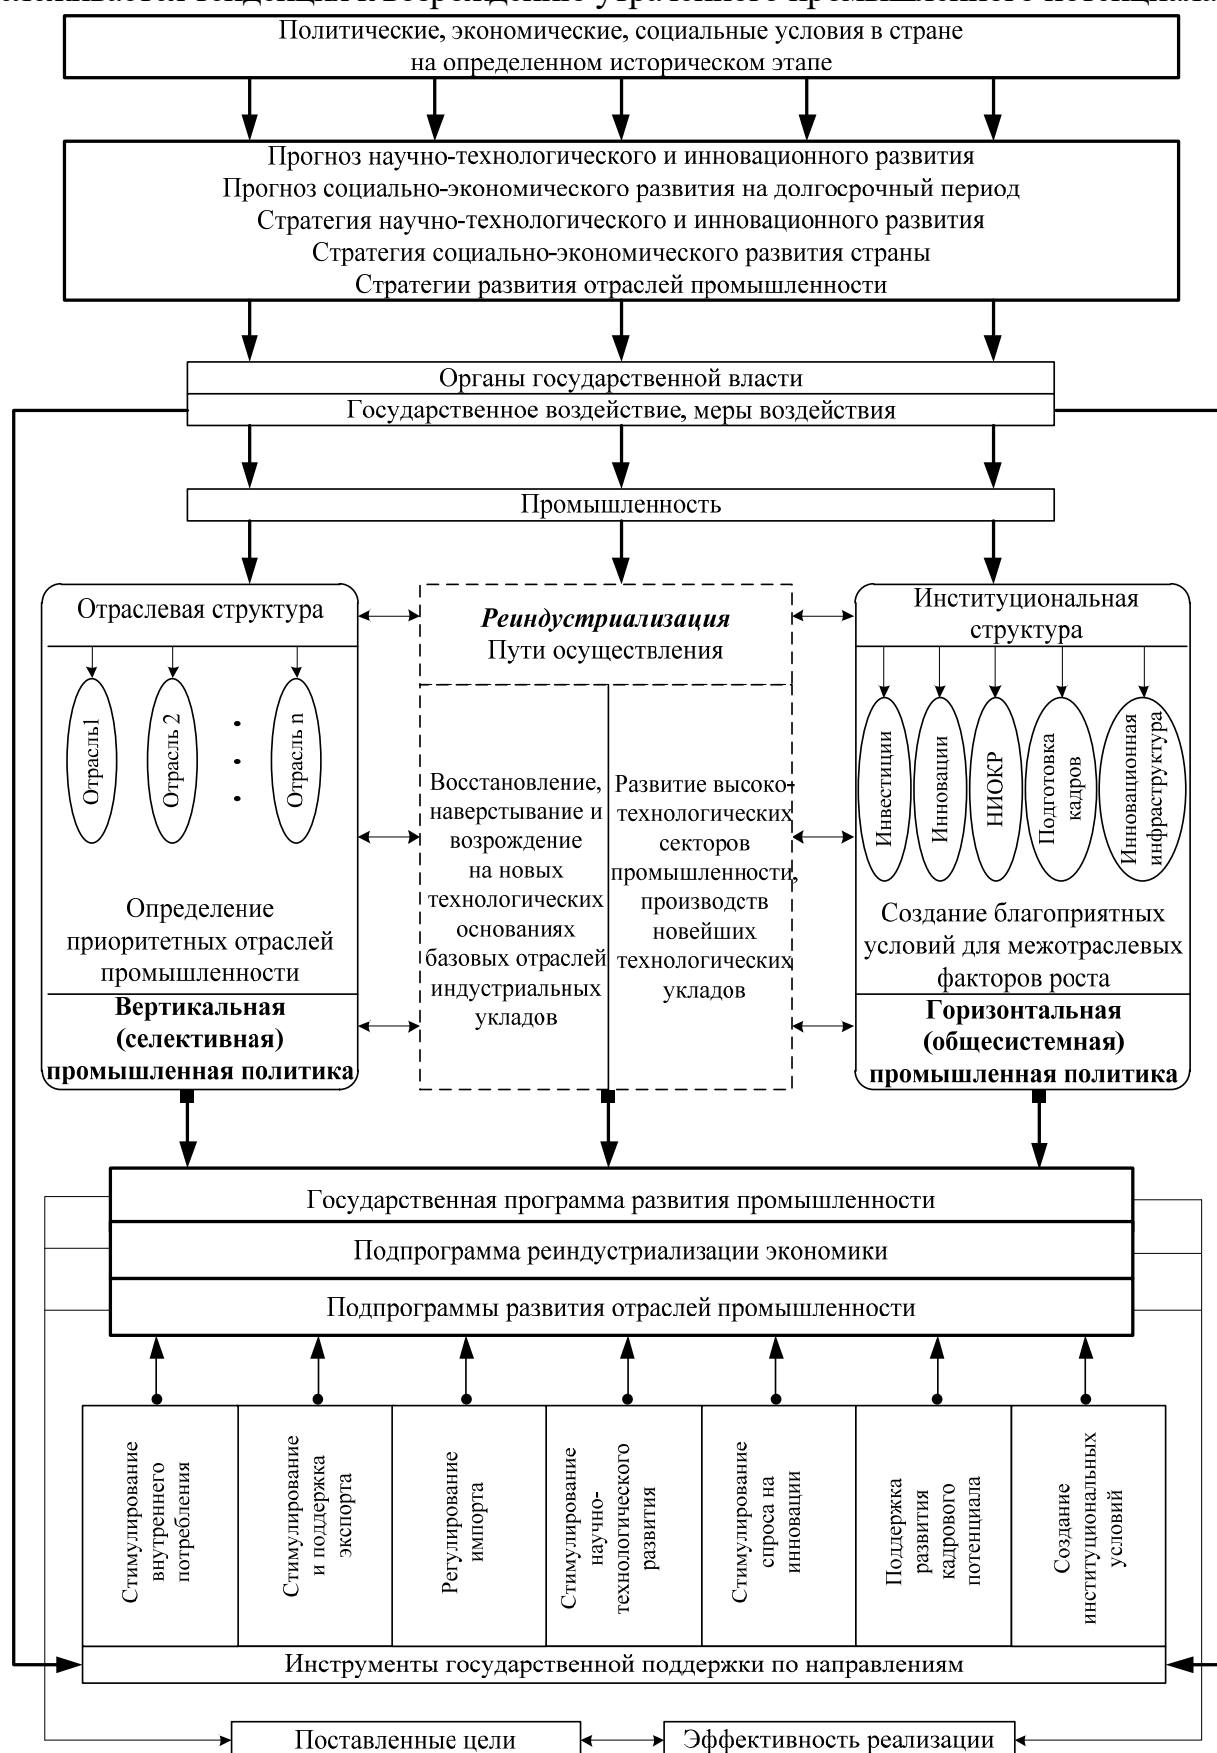 тенденция к возрождению утраченного промышленного потенциала
Политические, экономические, социальные условия в стране
на определенном историческом этапе
Прогноз научно-технологического и инновационного развития
Прогноз социально-экономического развития на долгосрочный период
Стратегия научно-технологического и инновационного развития
Стратегия социально-экономического развития страны
Стратегии развития отраслей промышленности
Органы государственной власти
Государственное воздействие, меры воздействия
Промышленность
Отраслевая структура
Отрасль1
Отрасль 2
Отрасль n
Определение
приоритетных отраслей
промышленности
Вертикальная
(селективная)
промышленная политика
Реиндустриализация
Пути осуществления
Восстановление,
наверстывание и
возрождение
на новых
технологических
основаниях
базовых отраслей
индустриальных
укладов
Развитие высоко-
технологических
секторов
промышленности,
производств
новейших
технологических
укладов
Институциональная
структура
Инвестиции
Инновации
НИОКР
Подготовка
кадров
Инновационная
инфраструктура
Создание благоприятных
условий для межотраслевых
факторов роста
Горизонтальная
(общесистемная)
промышленная политика
Государственная программа развития промышленности
Подпрограмма реиндустриализации экономики
Подпрограммы развития отраслей промышленности
Стимулирование
внутреннего
потребления
Стимулирование
и поддержка
экспорта
Регулирование
импорта
Стимулирование
научно-
технологического
развития
Стимулирование
спроса на
инновации
Поддержка
развития
кадрового
потенциала
Создание
институциональных
условий
Инструменты государственной поддержки по направлениям
Поставленные цели
Эффективность реализации